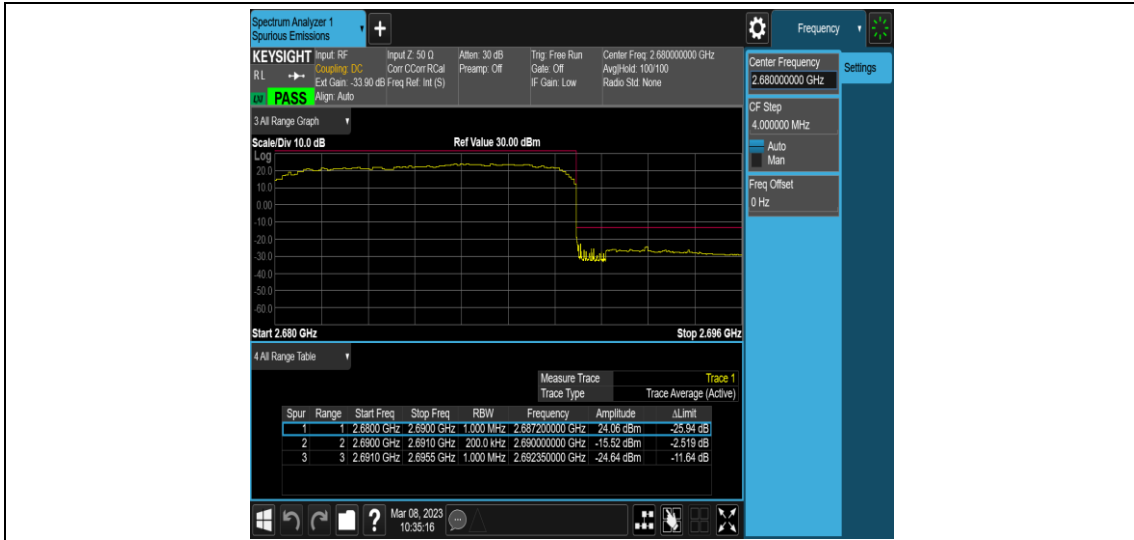 Spectrum Analyzer 1
Spurious Emissions
Frequency
KEYSIGHT
R L
PASS
Input: RF
Coupling: DC
Ext Gain: -33.90 dB
Align: Auto
Input Z: 50 Ω
Corr CCorr RCal
Freq Ref: Int (S)
Atten: 30 dB
Preamp: Off
Trig: Free Run
Gate: Off
IF Gain: Low
Center Freq: 2.680000000 GHz
Avg|Hold: 100/100
Radio Std: None
Center Frequency
2.680000000 GHz
Settings
CF Step
4.000000 MHz
Auto
Man
Freq Offset
0 Hz
3 All Range Graph
Scale/Div 10.0 dB
Ref Value 30.00 dBm
Log
20.0
10.0
0.00
-10.0
-20.0
-30.0
-40.0
-50.0
-60.0
Start 2.680 GHz
Stop 2.696 GHz
4 All Range Table
Measure Trace Trace 1
Trace Type Trace Average (Active)
Spur Range Start Freq Stop Freq RBW Frequency Amplitude ΔLimit
1 1 2.6800 GHz 2.6900 GHz 1.000 MHz 2.687200000 GHz 24.06 dBm -25.94 dB
2 2 2.6900 GHz 2.6910 GHz 200.0 kHz 2.690000000 GHz -15.52 dBm -2.519 dB
3 3 2.6910 GHz 2.6955 GHz 1.000 MHz 2.692350000 GHz -24.64 dBm -11.64 dB
Mar 08, 2023
10:35:16